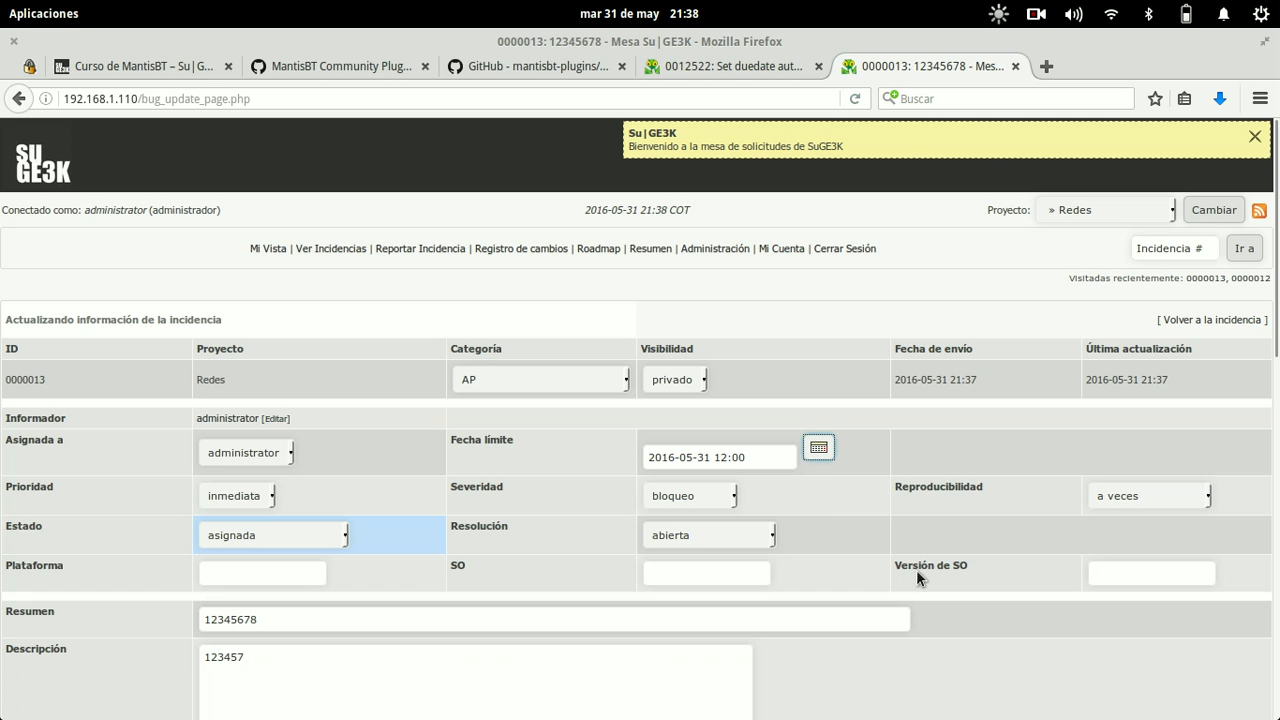 Aplicaciones
mar 31 de may 21:38
0000013: 12345678 - Mesa Su|GE3K - Mozilla Firefox
Curso de MantisBT – Su|G...
MantisBT Community Plug...
GitHub - mantisbt-plugins/...
0012522: Set duedate aut...
0000013: 12345678 - Mes...
192.168.1.110/bug_update_page.php
Buscar
SU
GE3K
Su|GE3K
Bienvenido a la mesa de solicitudes de SuGE3K
Conectado como: administrator (administrador)
2016-05-31 21:38 COT
Proyecto:
» Redes
Cambiar
Mi Vista | Ver Incidencias | Reportar Incidencia | Registro de cambios | Roadmap | Resumen | Administración | Mi Cuenta | Cerrar Sesión
Incidencia #
Ir a
Visitadas recientemente: 0000013, 0000012
Actualizando información de la incidencia
[ Volver a la incidencia ]
ID
Proyecto
Categoría
Visibilidad
Fecha de envío
Última actualización
0000013
Redes
AP
privado
2016-05-31 21:37
2016-05-31 21:37
Informador
administrator [Editar]
Asignada a
administrator
Fecha límite
2016-05-31 12:00
Prioridad
inmediata
Severidad
bloqueo
Reproducibilidad
a veces
Estado
asignada
Resolución
abierta
Plataforma
SO
Versión de SO
Resumen
12345678
Descripción
123457